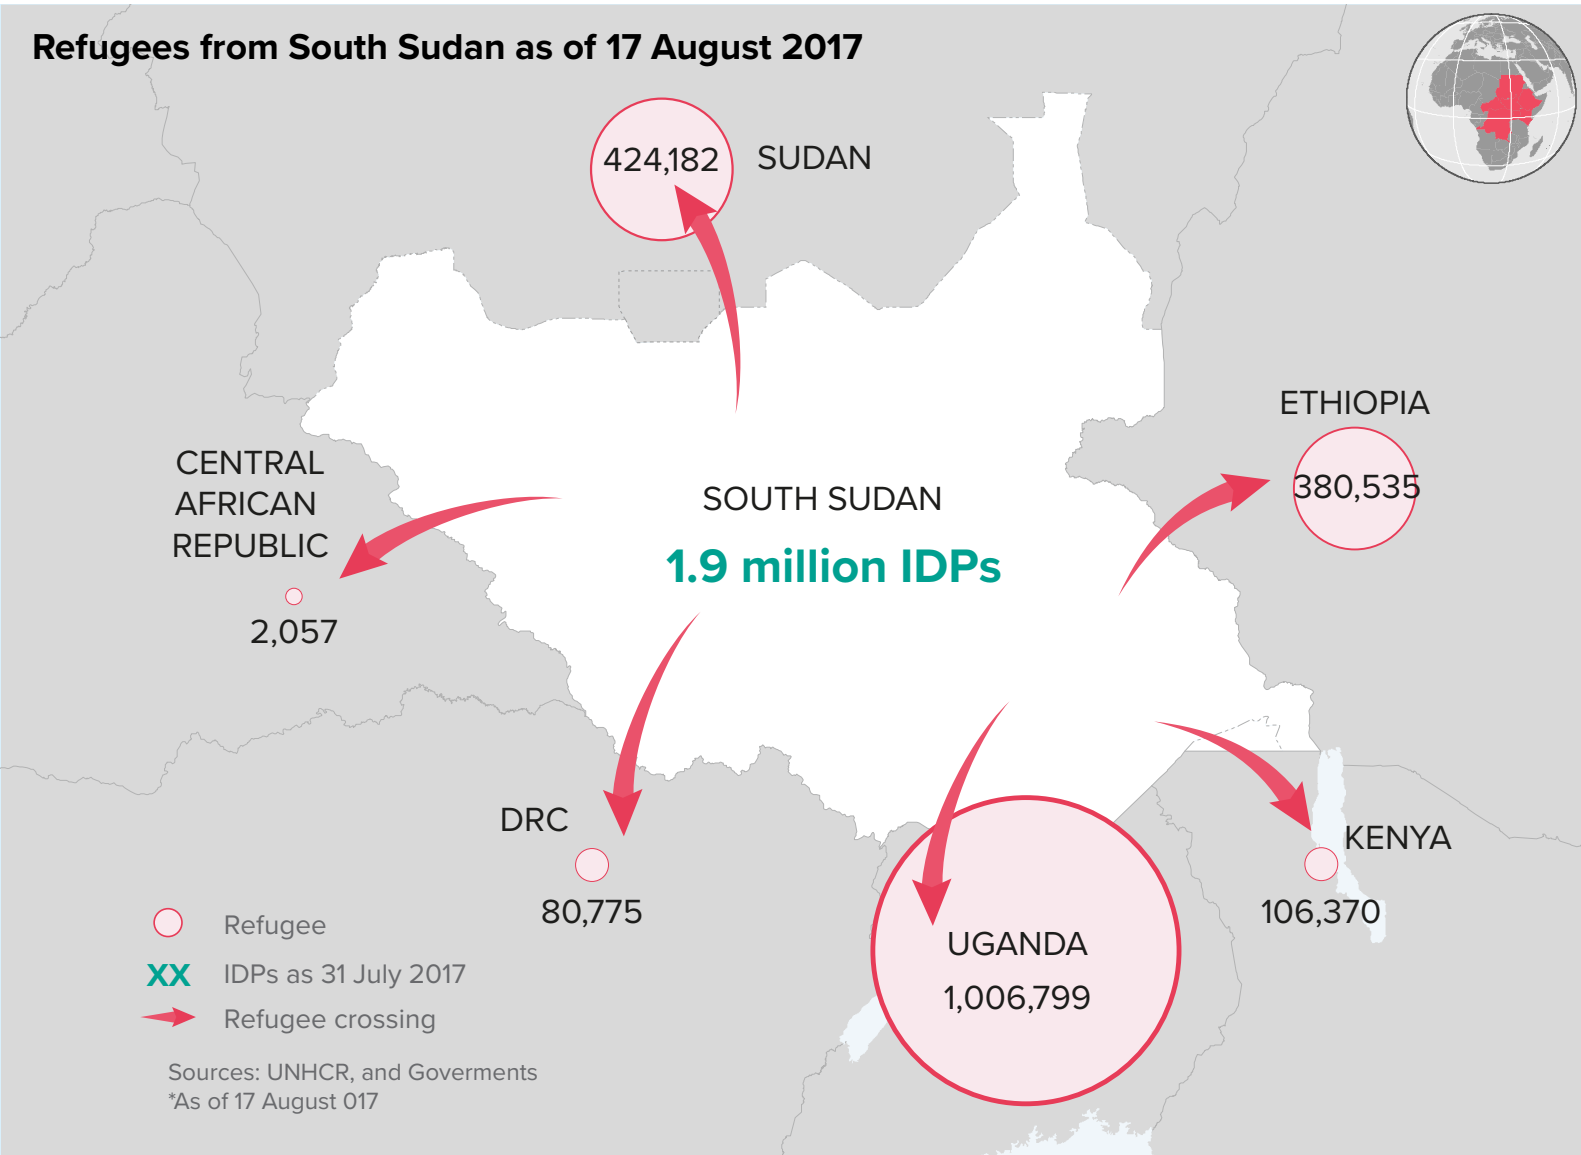 Refugees from South Sudan as of 17 August 2017
424,182
SUDAN
ETHIOPIA
380,535
CENTRAL
AFRICAN
REPUBLIC
2,057
SOUTH SUDAN
1.9 million IDPs
DRC
80,775
UGANDA
1,006,799
KENYA
106,370
Refugee
XX IDPs as 31 July 2017
Refugee crossing
Sources: UNHCR, and Goverments
*As of 17 August 017